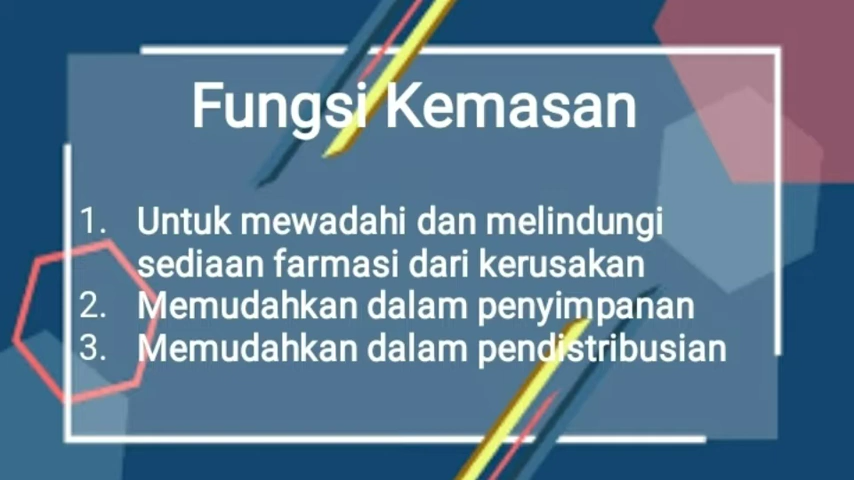 Fungsi Kemasan
1. Untuk mewadahi dan melindungi
sediaan farmasi dari kerusakan
2. Memudahkan dalam penyimpanan
3. Memudahkan dalam pendistribusian